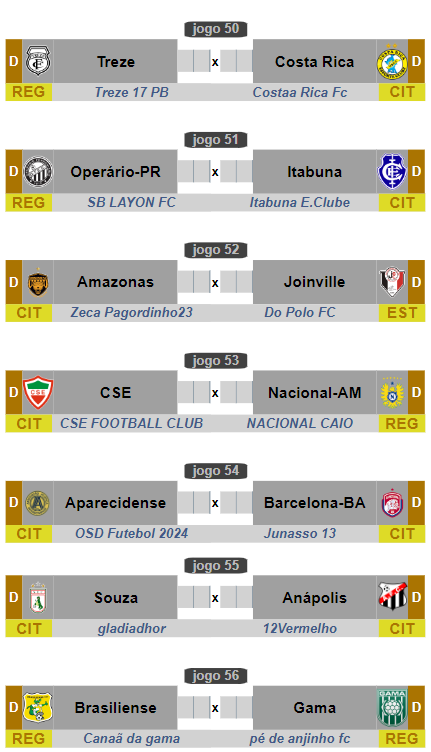 jogo 50
D Treze x Costa Rica D
REG Treze 17 PB Costaa Rica Fc CIT
jogo 51
D Operário-PR x Itabuna D
REG SB LAYON FC Itabuna E.Clube CIT
jogo 52
D Amazonas x Joinville D
CIT Zeca Pagordinho23 Do Polo FC EST
jogo 53
D CSE x Nacional-AM D
CIT CSE FOOTBALL CLUB NACIONAL CAIO REG
jogo 54
D Aparecidense x Barcelona-BA D
CIT OSD Futebol 2024 Junasso 13 CIT
jogo 55
D Souza x Anápolis D
CIT gladiadhor 12Vermelho CIT
jogo 56
D Brasiliense x Gama D
REG Canaã da gama pé de anjinho fc REG